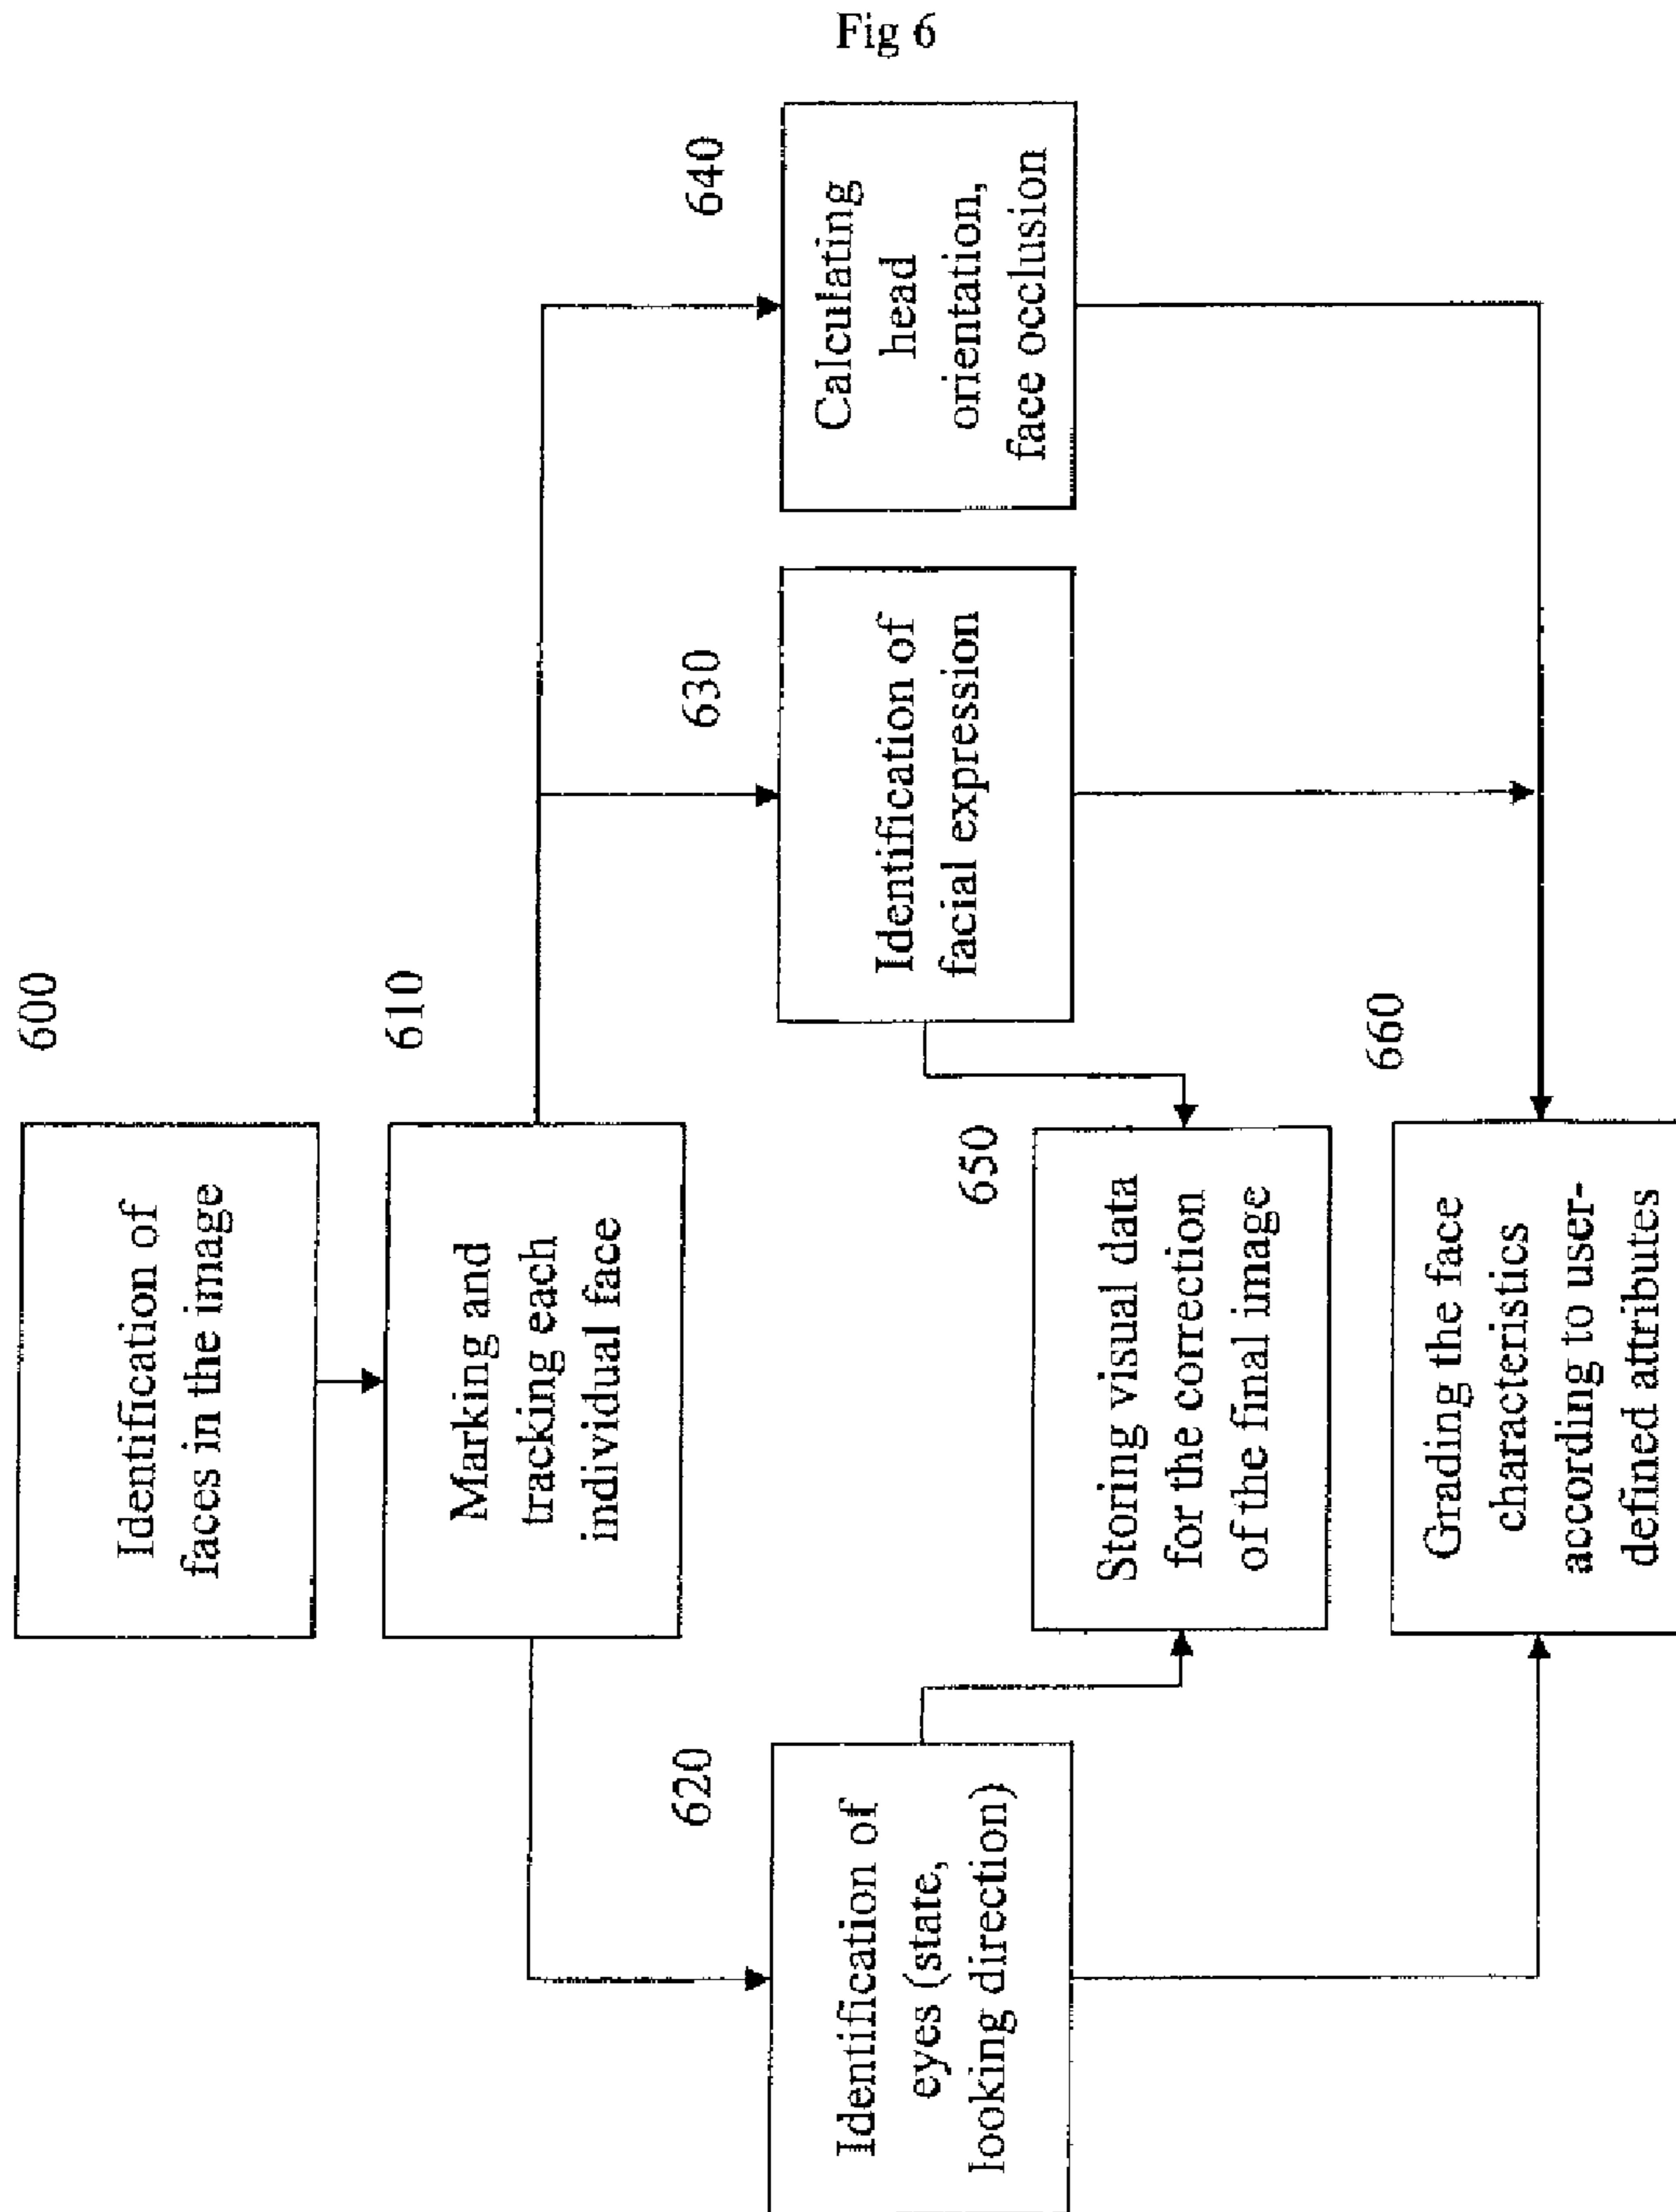 Fig 6
600
Identification of
faces in the image
610
Marking and
tracking each
individual face
620
Identification of
eyes (state,
looking direction)
630
Identification of
facial expression
640
Calculating
head
orientation,
face occlusion
650
Storing visual data
for the correction
of the final image
660
Grading the face
characteristics
according to user-
defined attributes